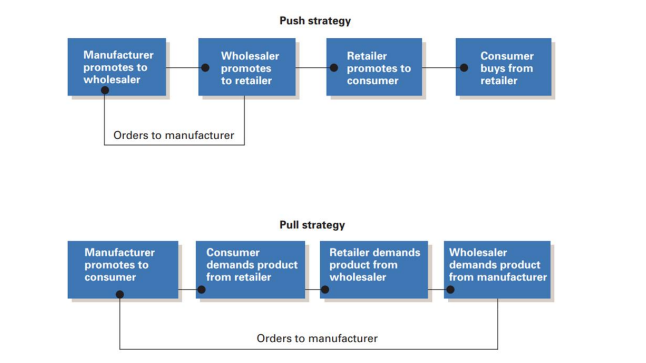 Push strategy
Manufacturer
promotes to
wholesaler
Wholesaler
promotes
to retailer
Retailer
promotes to
consumer
Consumer
buys from
retailer
Orders to manufacturer
Pull strategy
Manufacturer
promotes to
consumer
Consumer
demands product
from retailer
Retailer demands
product from
wholesaler
Wholesaler
demands product
from manufacturer
Orders to manufacturer